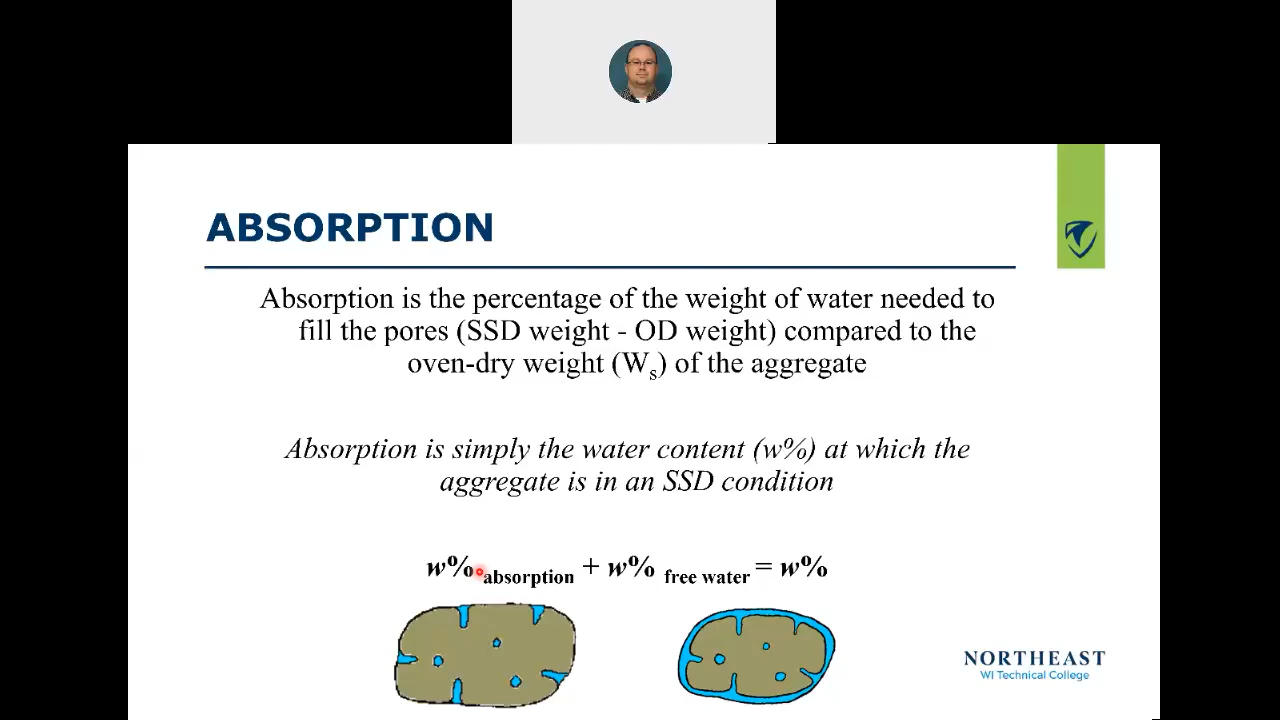 ABSORPTION
Absorption is the percentage of the weight of water needed to
fill the pores (SSD weight - OD weight) compared to the
oven-dry weight (Ws) of the aggregate
Absorption is simply the water content (w%) at which the
aggregate is in an SSD condition
w% absorption + w% free water = w%
NORTHEAST
WI Technical College